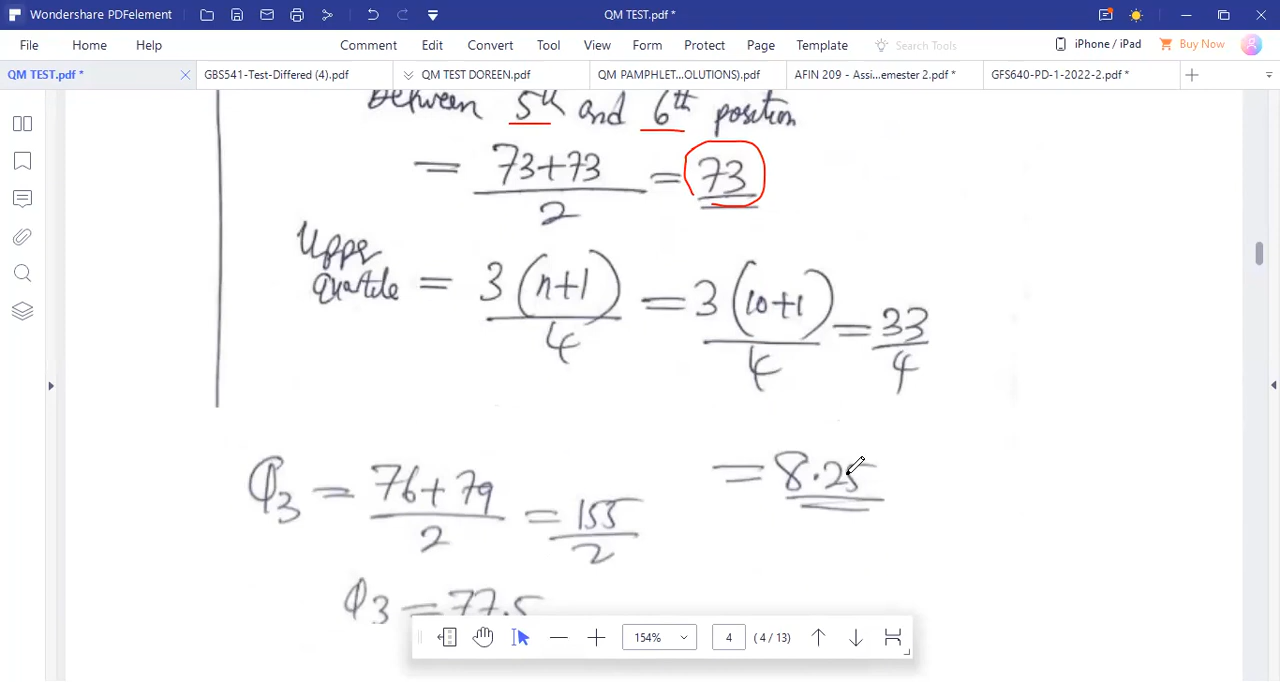 Wondershare PDFelement
QM TEST.pdf *
File Home Help Comment Edit Convert Tool View Form Protect Page Template Search Tools iPhone / iPad Buy Now
QM TEST.pdf * GBS541-Test-Differed (4).pdf QM TEST DOREEN.pdf QM PAMPHLET...OLUTIONS).pdf AFIN 209 - Assi...emester 2.pdf * GFS640-PD-1-2022-2.pdf *
Between 5th and 6th position
= 73+73 / 2 = 73
Upper quartile = 3(n+1) / 4 = 3(10+1) / 4 = 33 / 4
= 8.25
Q3 = 76+79 / 2 = 155 / 2
Q3 = 77.5
154% 4 (4 / 13)